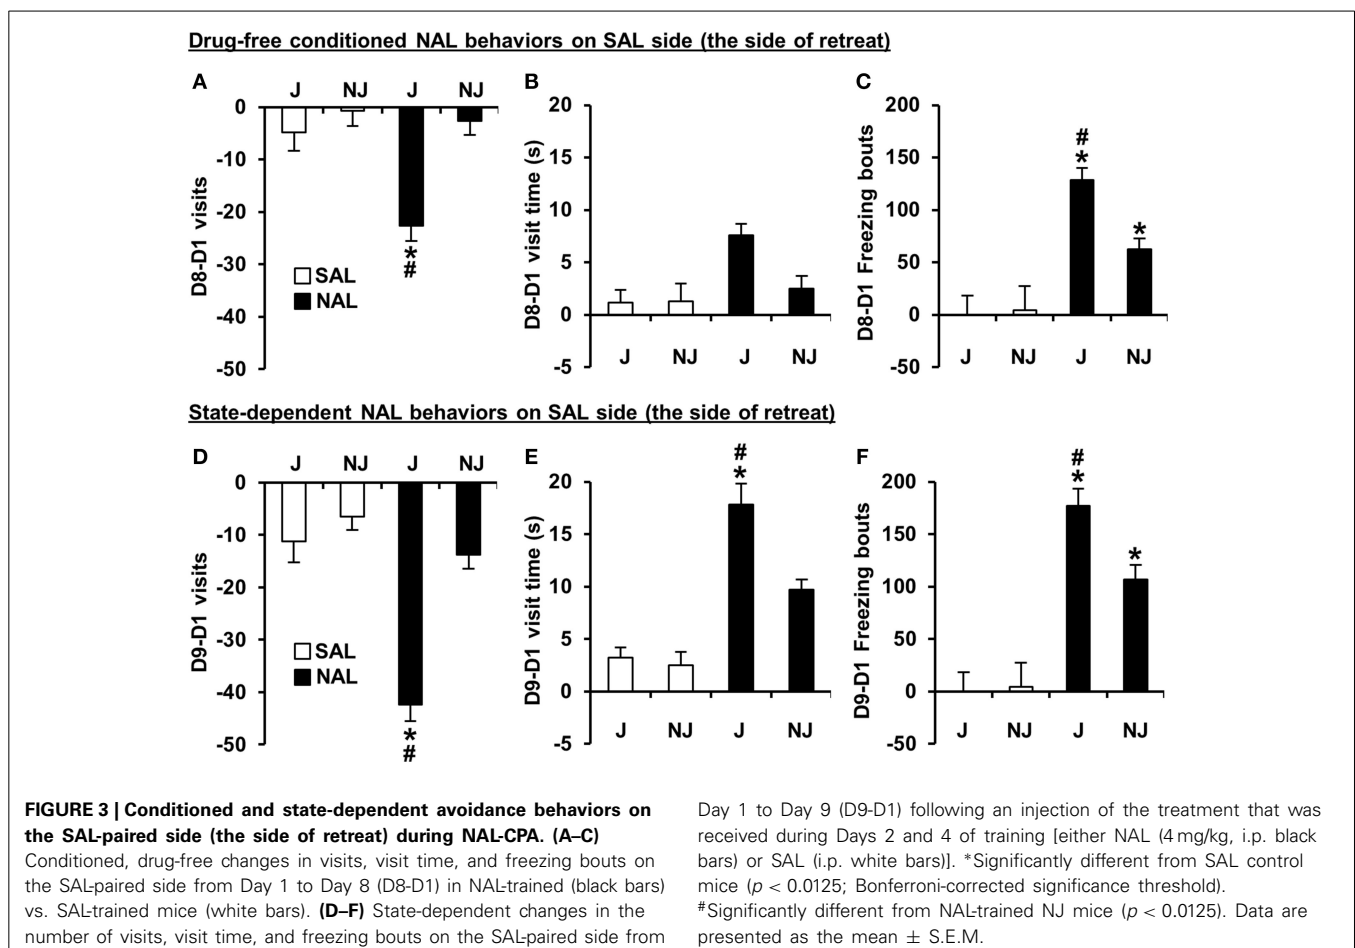 Drug-free conditioned NAL behaviors on SAL side (the side of retreat)
A
J NJ J NJ
0
-10
-20
-30
-40
-50
D8-D1 visits
*
#
SAL
NAL
B
20
15
10
5
0
-5
D8-D1 visit time (s)
J NJ J NJ
C
200
150
100
50
0
-50
D8-D1 Freezing bouts
#
*
*
J NJ J NJ
State-dependent NAL behaviors on SAL side (the side of retreat)
D
J NJ J NJ
0
-10
-20
-30
-40
-50
D9-D1 visits
*
#
SAL
NAL
E
20
15
10
5
0
-5
D9-D1 visit time (s)
#
*
J NJ J NJ
F
200
150
100
50
0
-50
D9-D1 Freezing bouts
#
*
*
J NJ J NJ
FIGURE 3 | Conditioned and state-dependent avoidance behaviors on
the SAL-paired side (the side of retreat) during NAL-CPA. (A–C)
Conditioned, drug-free changes in visits, visit time, and freezing bouts on
the SAL-paired side from Day 1 to Day 8 (D8-D1) in NAL-trained (black bars)
vs. SAL-trained mice (white bars). (D–F) State-dependent changes in the
number of visits, visit time, and freezing bouts on the SAL-paired side from
Day 1 to Day 9 (D9-D1) following an injection of the treatment that was
received during Days 2 and 4 of training [either NAL (4 mg/kg, i.p. black
bars) or SAL (i.p. white bars)]. *Significantly different from SAL control
mice (p < 0.0125; Bonferroni-corrected significance threshold).
#Significantly different from NAL-trained NJ mice (p < 0.0125). Data are
presented as the mean ± S.E.M.